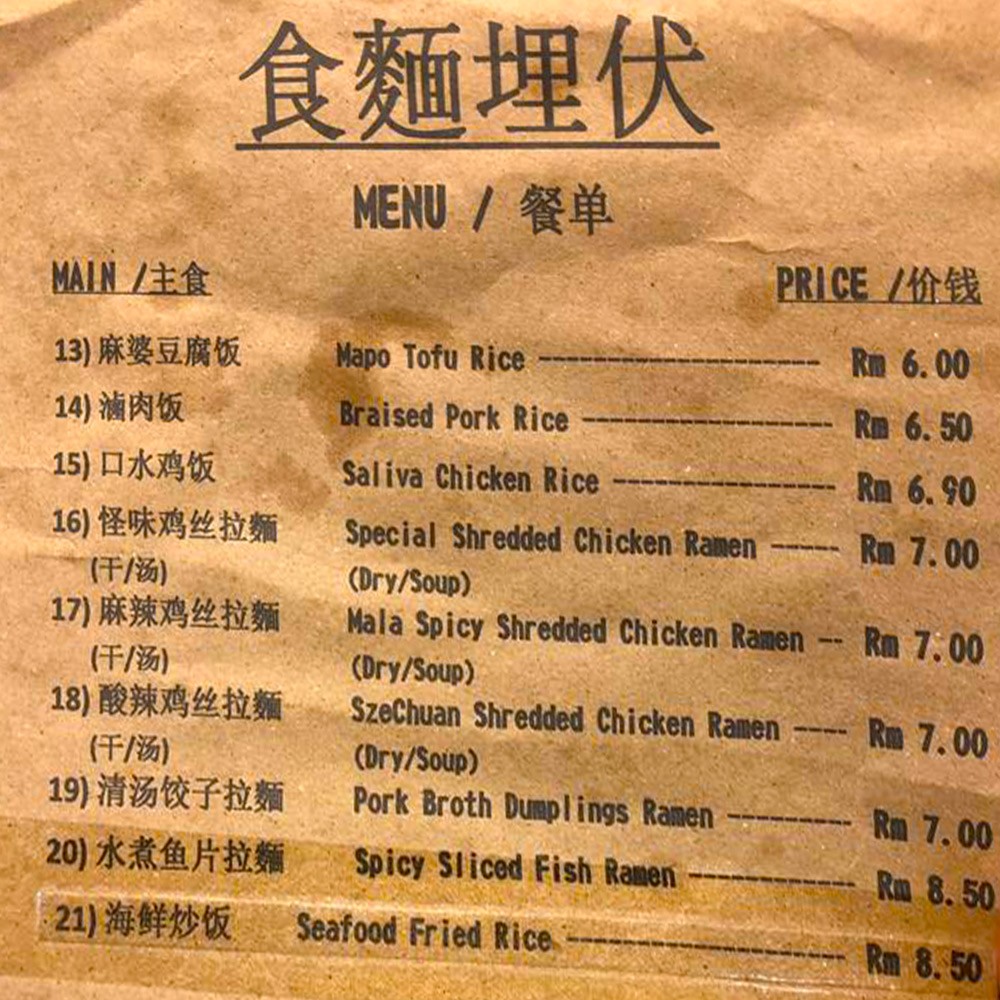 食麵埋伏
MENU / 餐单
MAIN /主食 PRICE /价钱
13) 麻婆豆腐饭 Mapo Tofu Rice ---------------------- Rm 6.00
14) 滷肉饭 Braised Pork Rice ------------------- Rm 6.50
15) 口水鸡饭 Saliva Chicken Rice ----------------- Rm 6.90
16) 怪味鸡丝拉麵 Special Shredded Chicken Ramen ----- Rm 7.00
(干/汤) (Dry/Soup)
17) 麻辣鸡丝拉麵 Mala Spicy Shredded Chicken Ramen -- Rm 7.00
(干/汤) (Dry/Soup)
18) 酸辣鸡丝拉麵 SzeChuan Shredded Chicken Ramen ---- Rm 7.00
(干/汤) (Dry/Soup)
19) 清汤饺子拉麵 Pork Broth Dumplings Ramen --------- Rm 7.00
20) 水煮鱼片拉麵 Spicy Sliced Fish Ramen ------------ Rm 8.50
21) 海鲜炒饭 Seafood Fried Rice -------------------- Rm 8.50